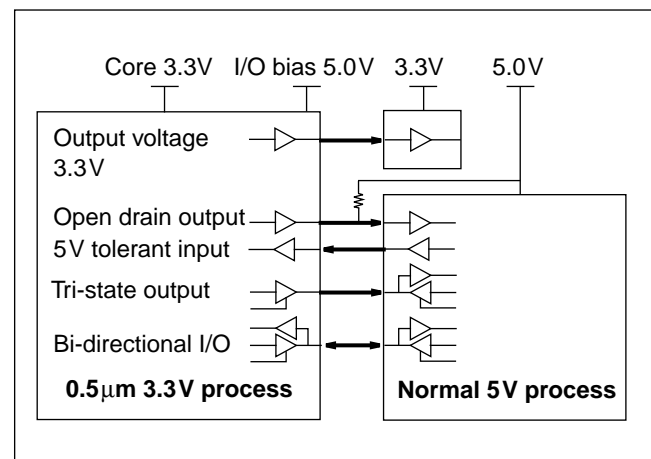 Core 3.3V I/O bias 5.0V 3.3V 5.0V
Output voltage
3.3V
Open drain output
5V tolerant input
Tri-state output
Bi-directional I/O
0.5μm 3.3V process Normal 5V process